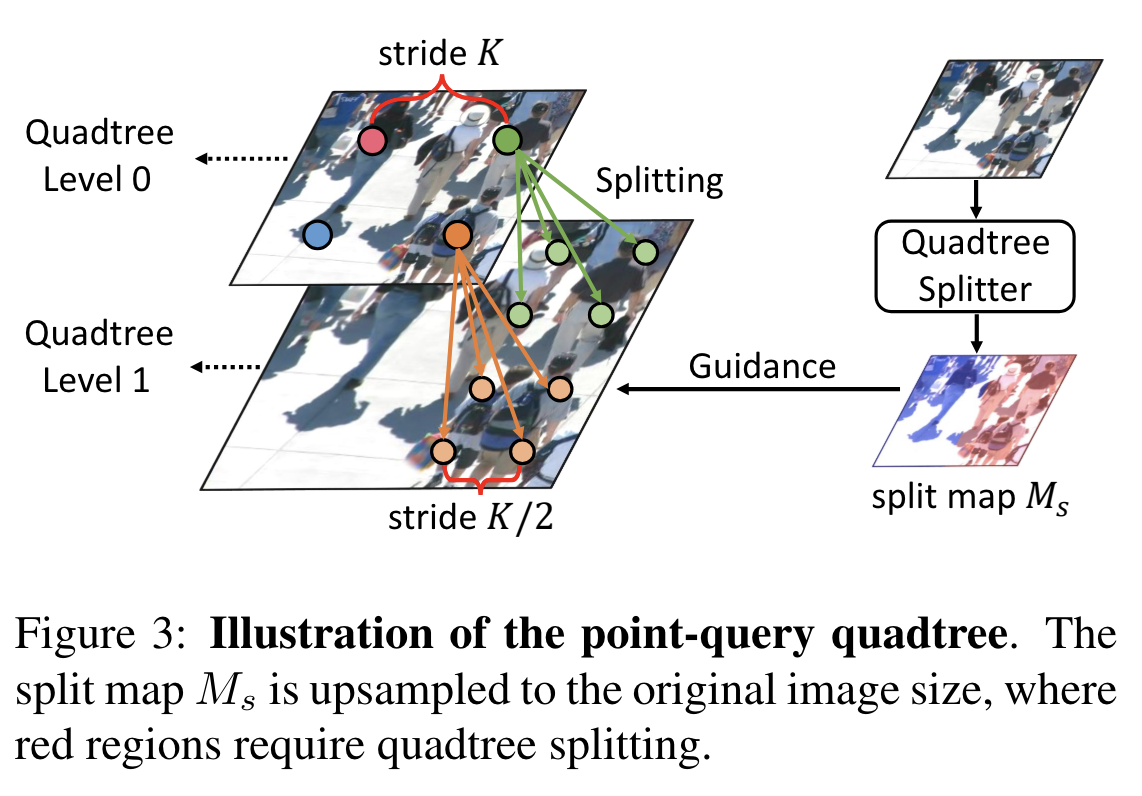 stride K
Quadtree
Level 0
Splitting
Quadtree
Splitter
Quadtree
Level 1
Guidance
stride K/2
split map Mₛ
Figure 3: Illustration of the point-query quadtree. The
split map Mₛ is upsampled to the original image size, where
red regions require quadtree splitting.